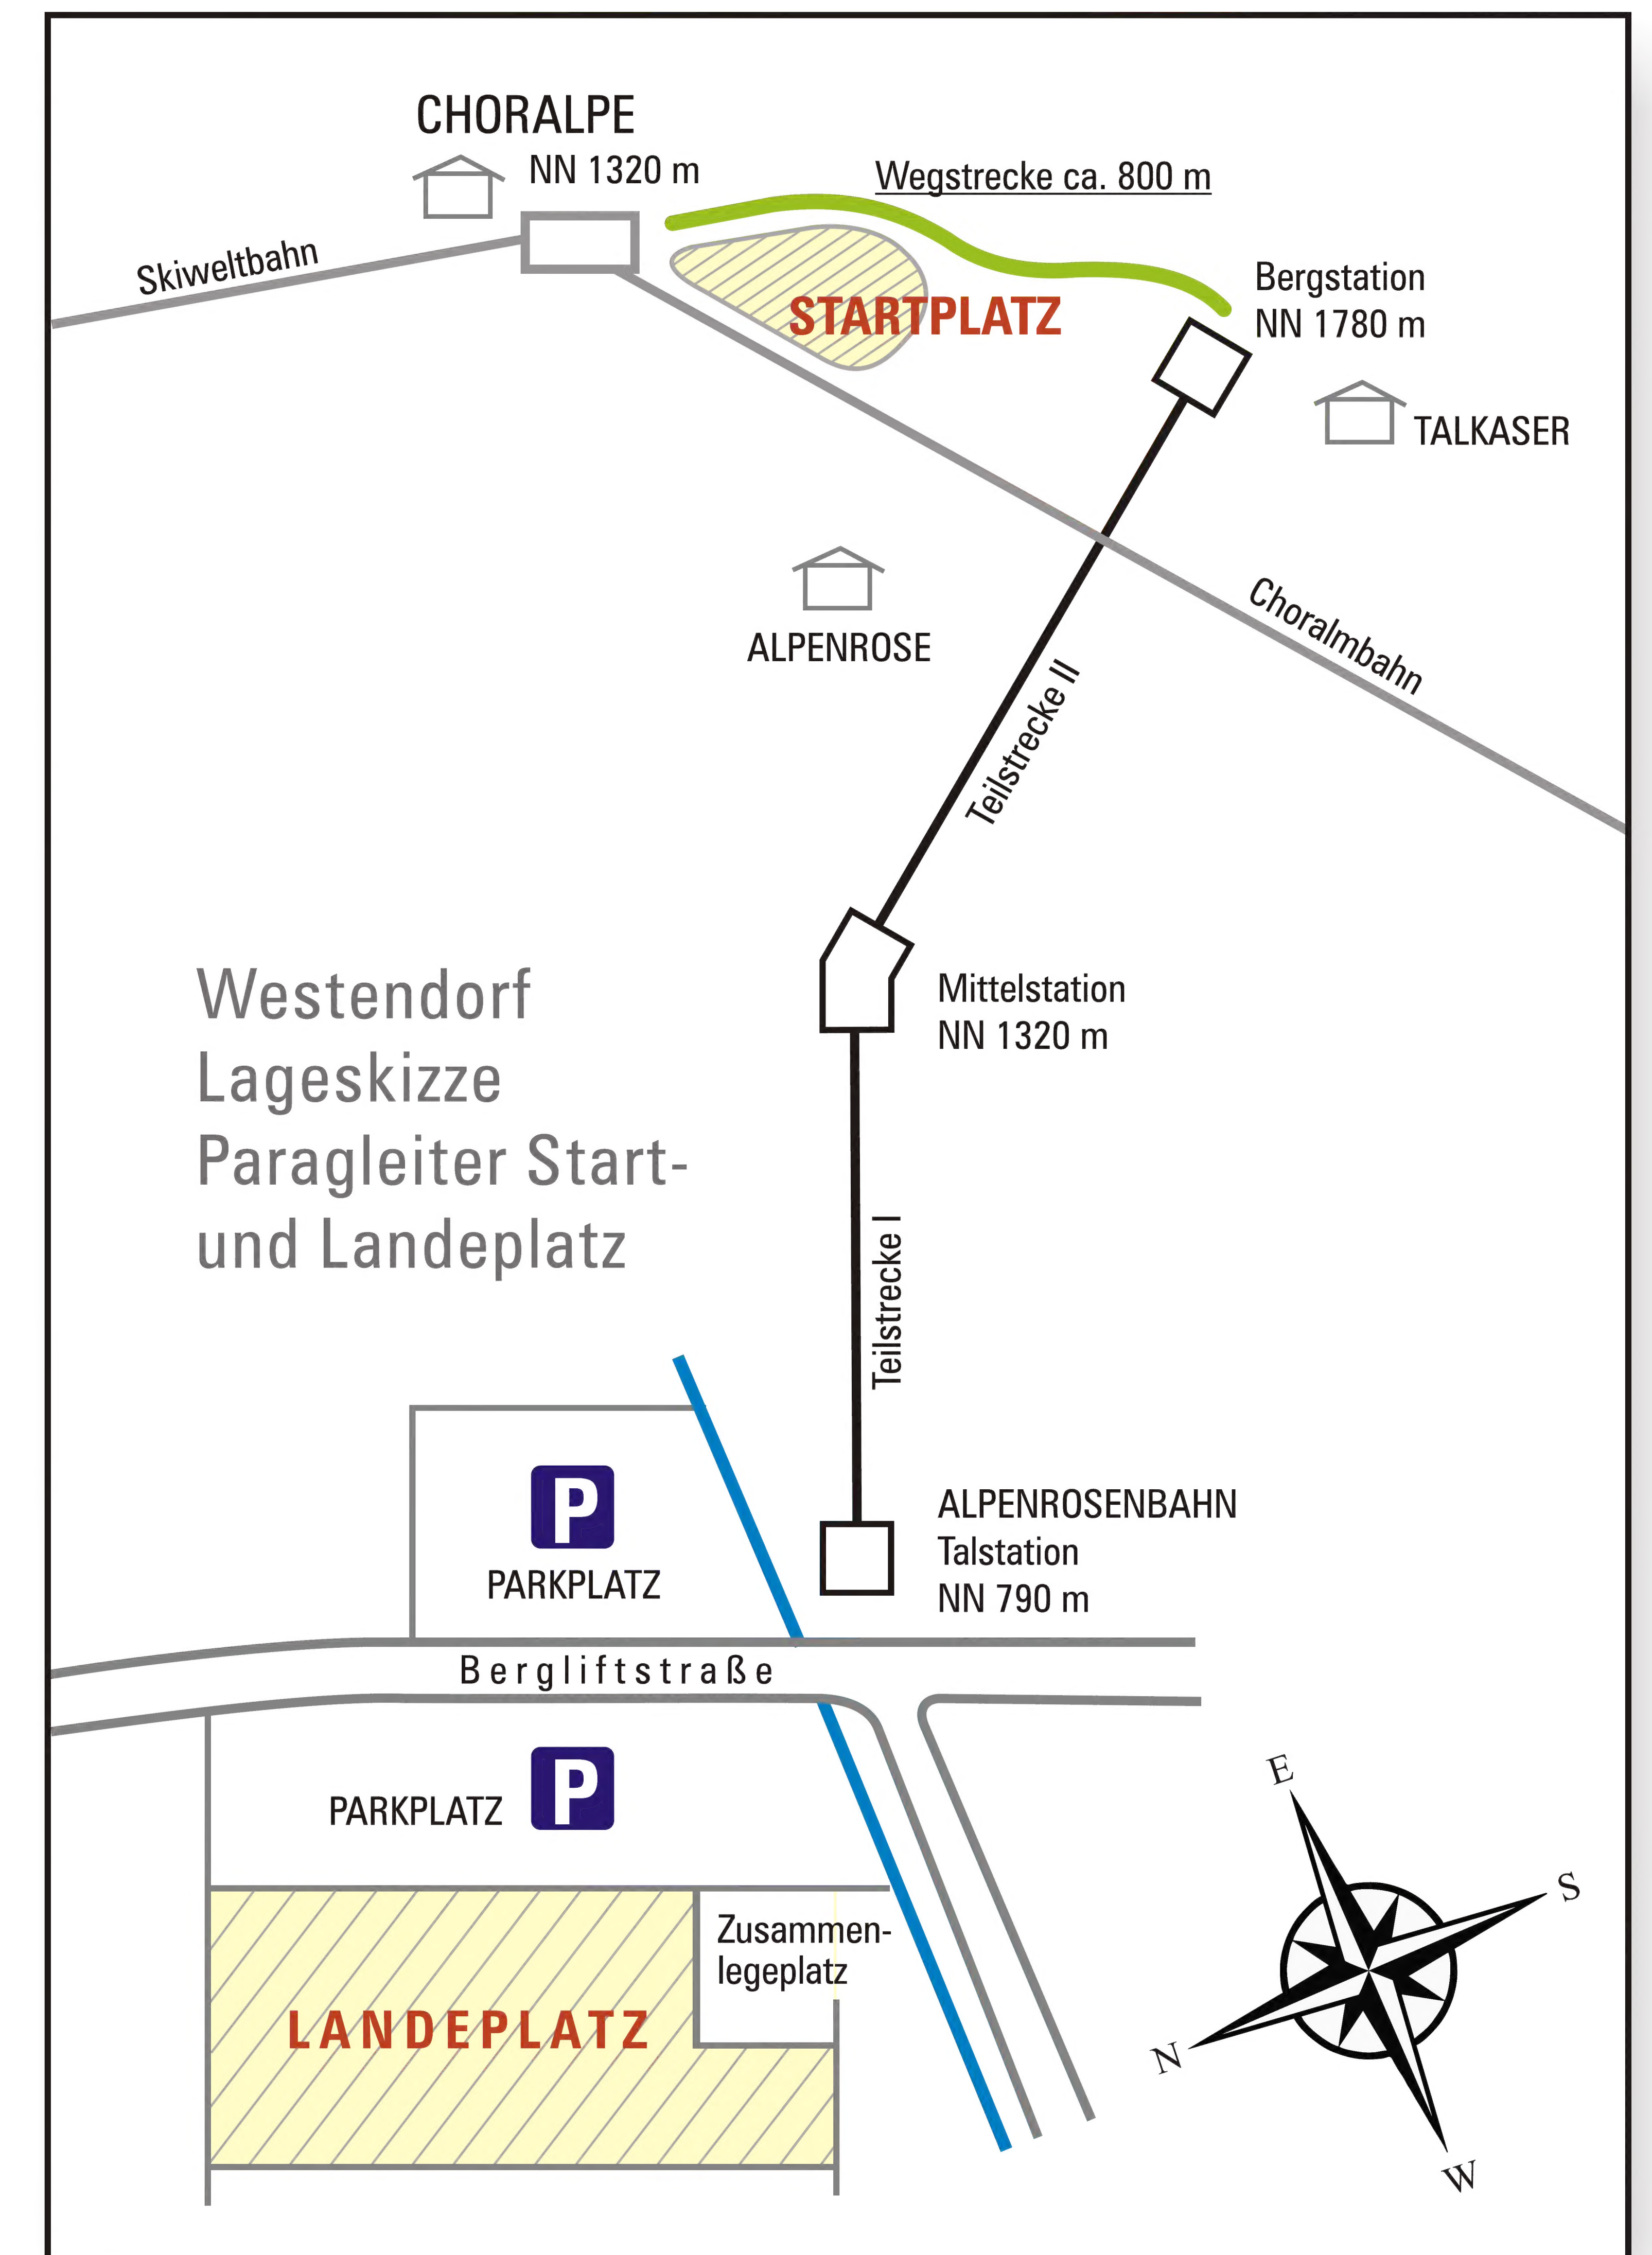 CHORALPE
NN 1320 m
Wegstrecke ca. 800 m
Skiweltbahn
Bergstation
NN 1780 m
STARTPLATZ
TALKASER
ALPENROSE
Choralmbahn
Teilstrecke II
Westendorf
Lageskizze
Paragleiter Start-
und Landeplatz
Mittelstation
NN 1320 m
Teilstrecke I
P
PARKPLATZ
ALPENROSENBAHN
Talstation
NN 790 m
Bergliftstraße
PARKPLATZ
P
Zusammen-
legeplatz
LANDEPLATZ
E
S
N
W